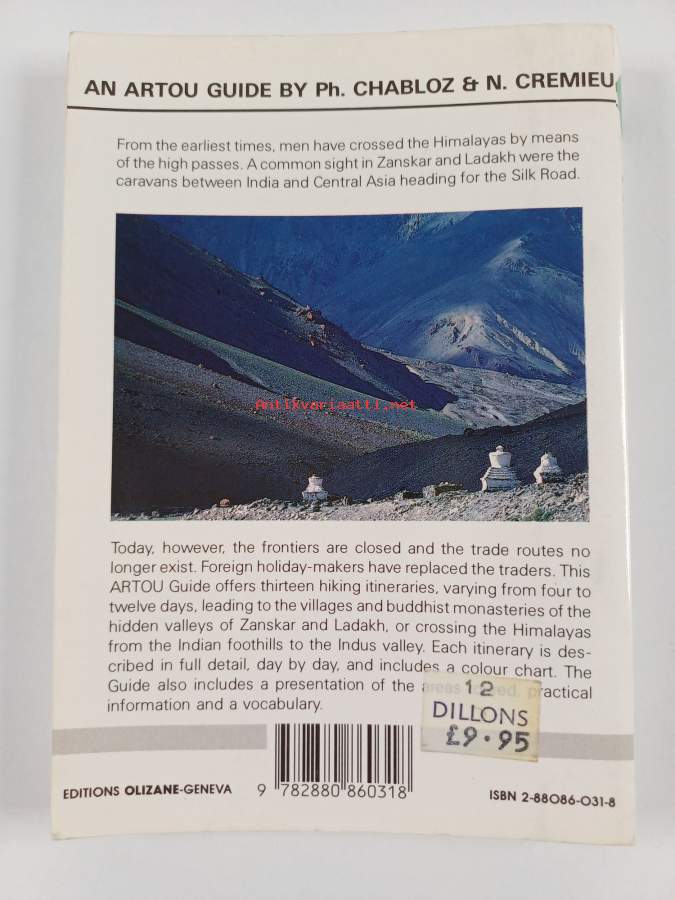 AN ARTOU GUIDE BY Ph. CHABLOZ & N. CREMIEU
From the earliest times, men have crossed the Himalayas by means
of the high passes. A common sight in Zanskar and Ladakh were the
caravans between India and Central Asia heading for the Silk Road.
Antikvariaatti.net
Today, however, the frontiers are closed and the trade routes no
longer exist. Foreign holiday-makers have replaced the traders. This
ARTOU Guide offers thirteen hiking itineraries, varying from four to
twelve days, leading to the villages and buddhist monasteries of the
hidden valleys of Zanskar and Ladakh, or crossing the Himalayas
from the Indian foothills to the Indus valley. Each itinerary is des-
cribed in full detail, day by day, and includes a colour chart. The
Guide also includes a presentation of the areas practical
information and a vocabulary.
12
DILLONS
£9.95
EDITIONS OLIZANE-GENEVA
9 782880 860318
ISBN 2-88086-031-8